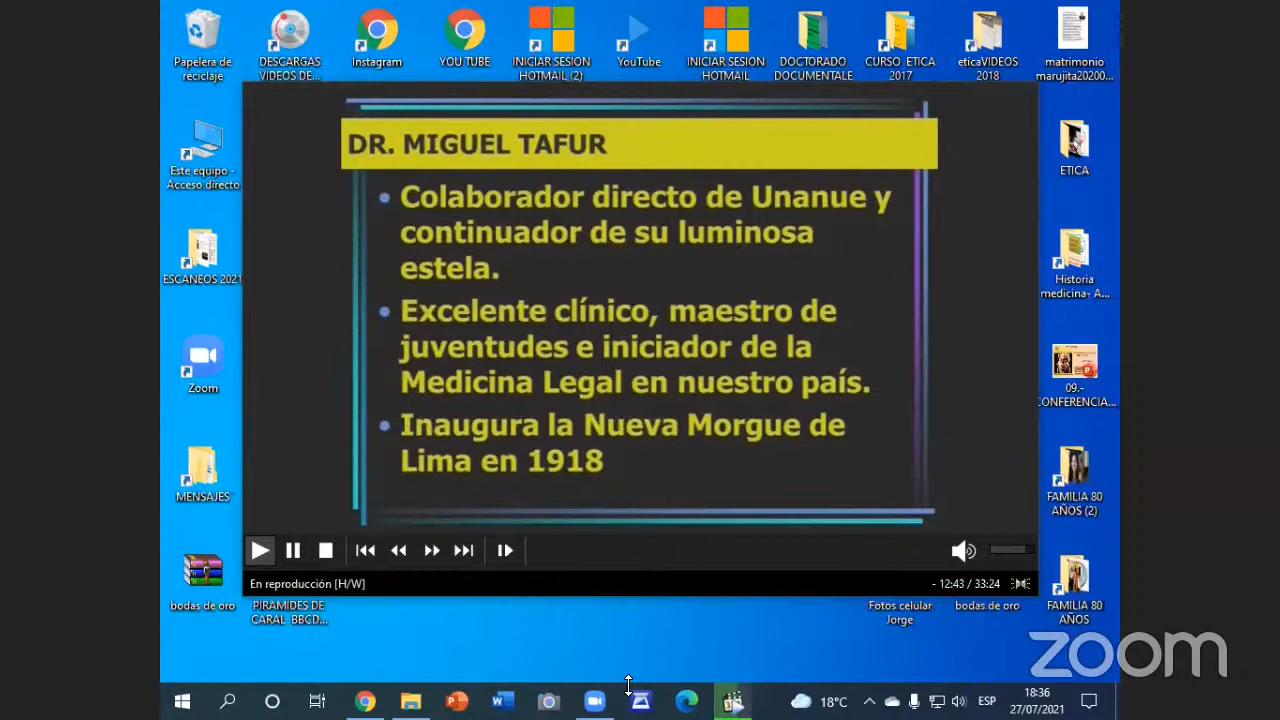 Papelera de
reciclaje
DESCARGAS
VIDEOS DE...
Instagram
YOU TUBE
INICIAR SESION
HOTMAIL (2)
YouTube
INICIAR SESION
HOTMAIL
DOCTORADO
DOCUMENTALE
CURSO ETICA
2017
eticaVIDEOS
2018
matrimonio
marujita20200...
DR. MIGUEL TAFUR
• Colaborador directo de Unanue y
continuador de su luminosa
estela.
• Excelente clínico, maestro de
juventudes e iniciador de la
Medicina Legal en nuestro país.
• Inaugura la Nueva Morgue de
Lima en 1918
Este equipo -
Acceso directo
ETICA
ESCANEOS 2021
Historia
medicina- A...
Zoom
09.-
CONFERENCIA...
MENSAJES
FAMILIA 80
AÑOS (2)
En reproducción [H/W]
- 12:43 / 33:24
bodas de oro
PIRAMIDES DE
CARAL BBCD...
Fotos celular
Jorge
bodas de oro
FAMILIA 80
AÑOS
zoom
18°C
ESP
18:36
27/07/2021